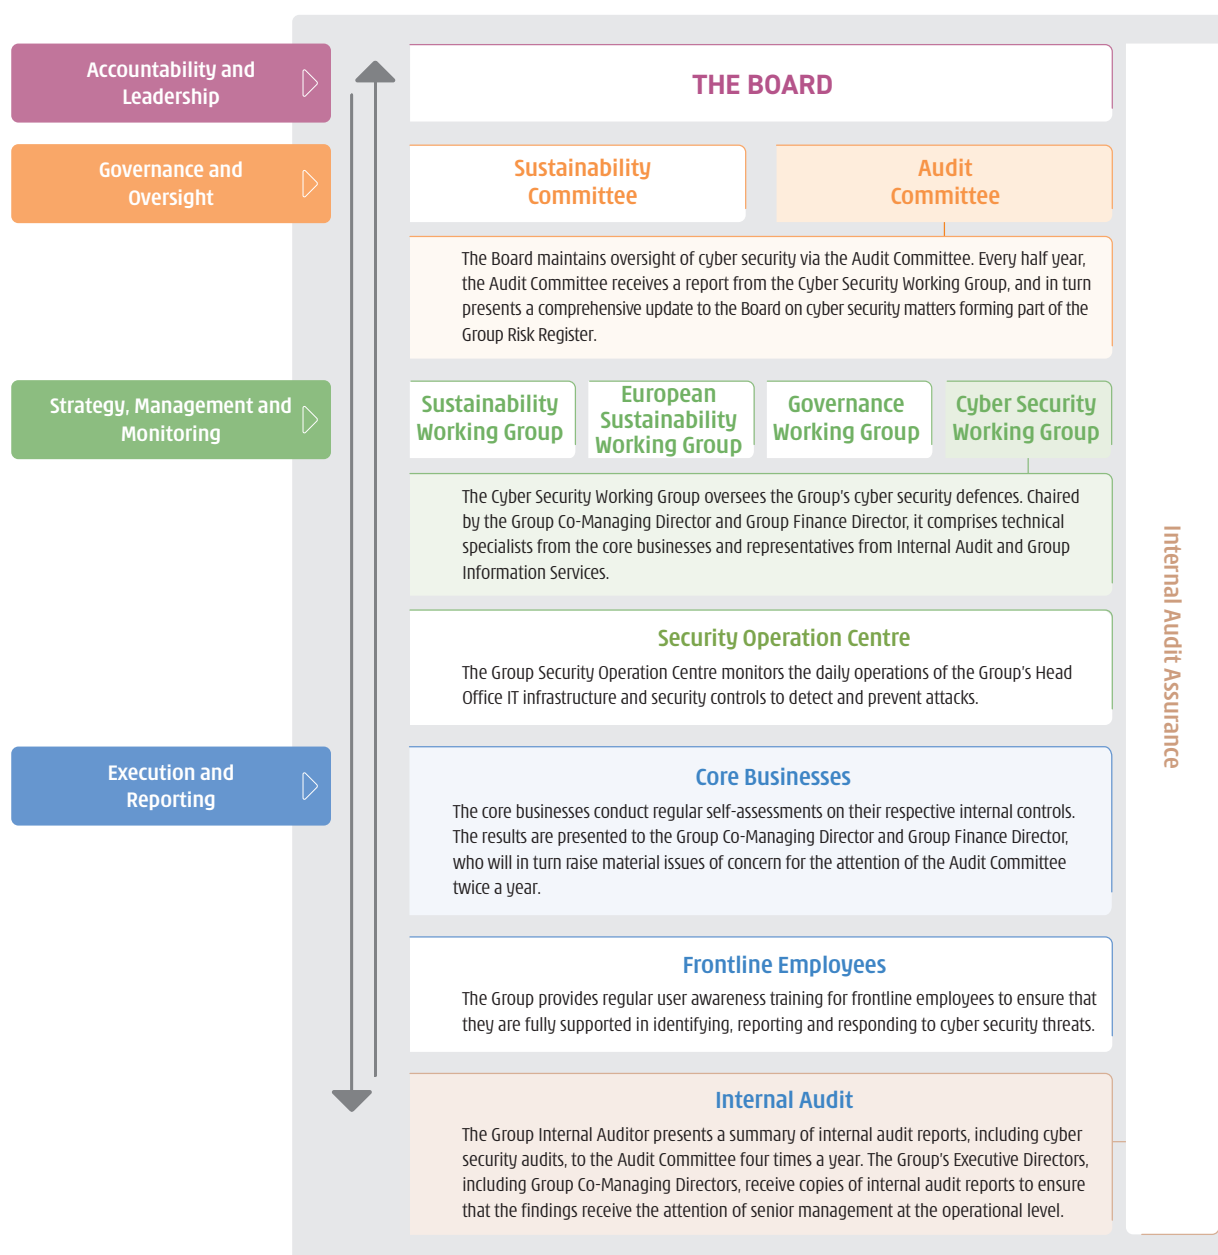 Accountability and
Leadership
THE BOARD
Governance and
Oversight
Sustainability
Committee
Audit
Committee
The Board maintains oversight of cyber security via the Audit Committee. Every half year,
the Audit Committee receives a report from the Cyber Security Working Group, and in turn
presents a comprehensive update to the Board on cyber security matters forming part of the
Group Risk Register.
Strategy, Management and
Monitoring
Sustainability
Working Group
European
Sustainability
Working Group
Governance
Working Group
Cyber Security
Working Group
The Cyber Security Working Group oversees the Group's cyber security defences. Chaired
by the Group Co-Managing Director and Group Finance Director, it comprises technical
specialists from the core businesses and representatives from Internal Audit and Group
Information Services.
Security Operation Centre
The Group Security Operation Centre monitors the daily operations of the Group's Head
Office IT infrastructure and security controls to detect and prevent attacks.
Execution and
Reporting
Core Businesses
The core businesses conduct regular self-assessments on their respective internal controls.
The results are presented to the Group Co-Managing Director and Group Finance Director,
who will in turn raise material issues of concern for the attention of the Audit Committee
twice a year.
Frontline Employees
The Group provides regular user awareness training for frontline employees to ensure that
they are fully supported in identifying, reporting and responding to cyber security threats.
Internal Audit
The Group Internal Auditor presents a summary of internal audit reports, including cyber
security audits, to the Audit Committee four times a year. The Group's Executive Directors,
including Group Co-Managing Directors, receive copies of internal audit reports to ensure
that the findings receive the attention of senior management at the operational level.
Internal Audit Assurance